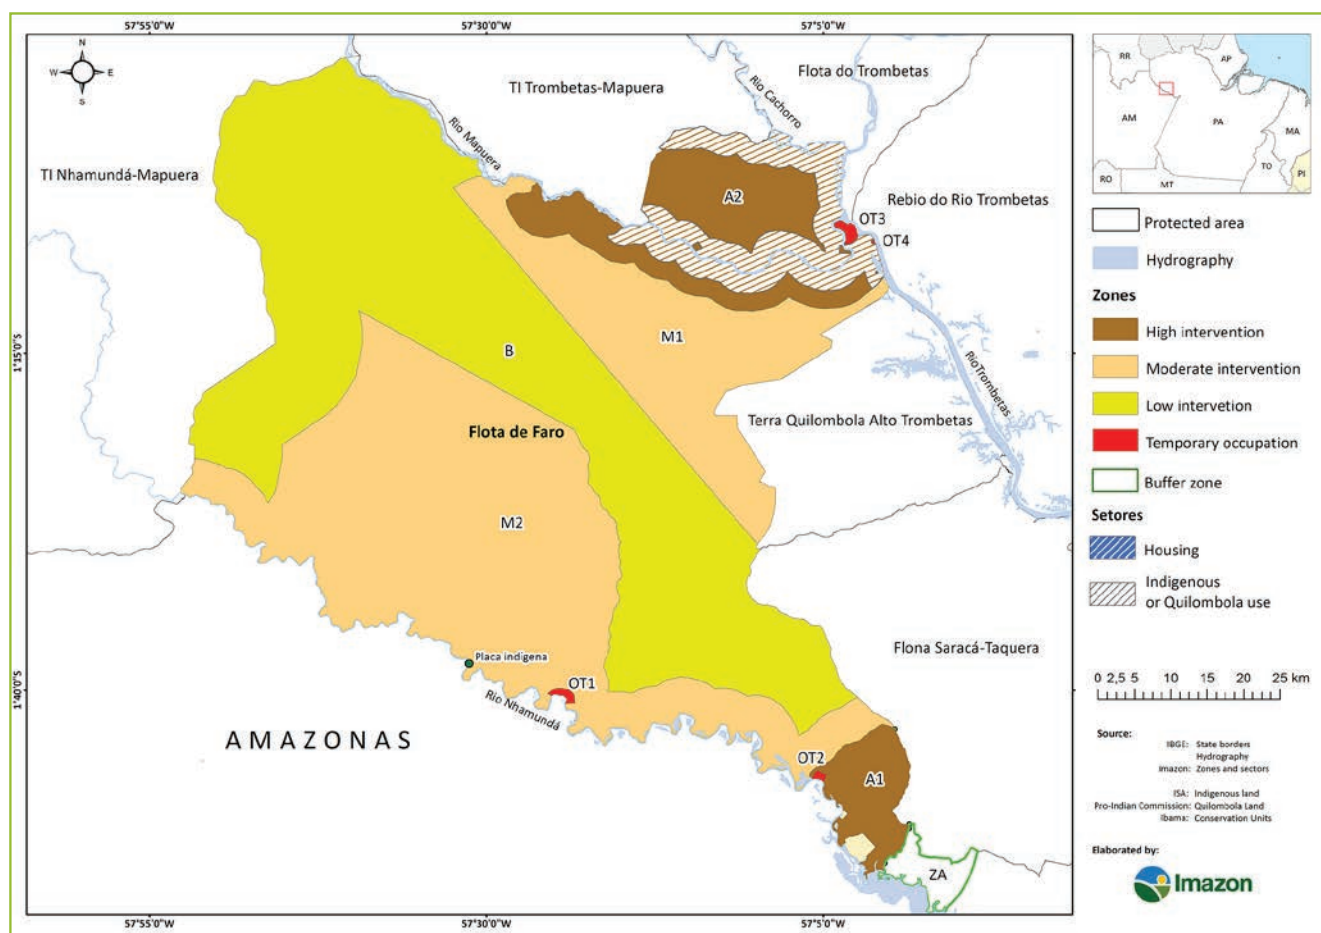 57°55'0"W
57°30'0"W
57°5'0"W
N
W
E
S
TI Trombetas-Mapuera
Flota do Trombetas
Rio Cachorro
Rio Mapuera
TI Nhamundá-Mapuera
A2
Rebio do Rio Trombetas
OT3
OT4
1°15'0"S
M1
B
Rio Trombetas
Terra Quilombola Alto Trombetas
Flota de Faro
M2
Flona Saracá-Taquera
Placa indigena
OT1
1°40'0"S
Rio Nhamundá
AMAZONAS
OT2
A1
ZA
57°55'0"W
57°30'0"W
57°5'0"W
RR
AP
AM
PA
MA
TO
PI
RO
MT
Protected area
Hydrography
Zones
High intervention
Moderate intervention
Low intervetion
Temporary occupation
Buffer zone
Setores
Housing
Indigenous
or Quilombola use
0 2,5 5 10 15 20 25 km
Source:
IBGE: State borders
Hydrography
Imazon: Zones and sectors
ISA: Indigenous land
Pro-Indian Commission: Quilombola Land
Ibama: Conservation Units
Elaborated by:
Imazon